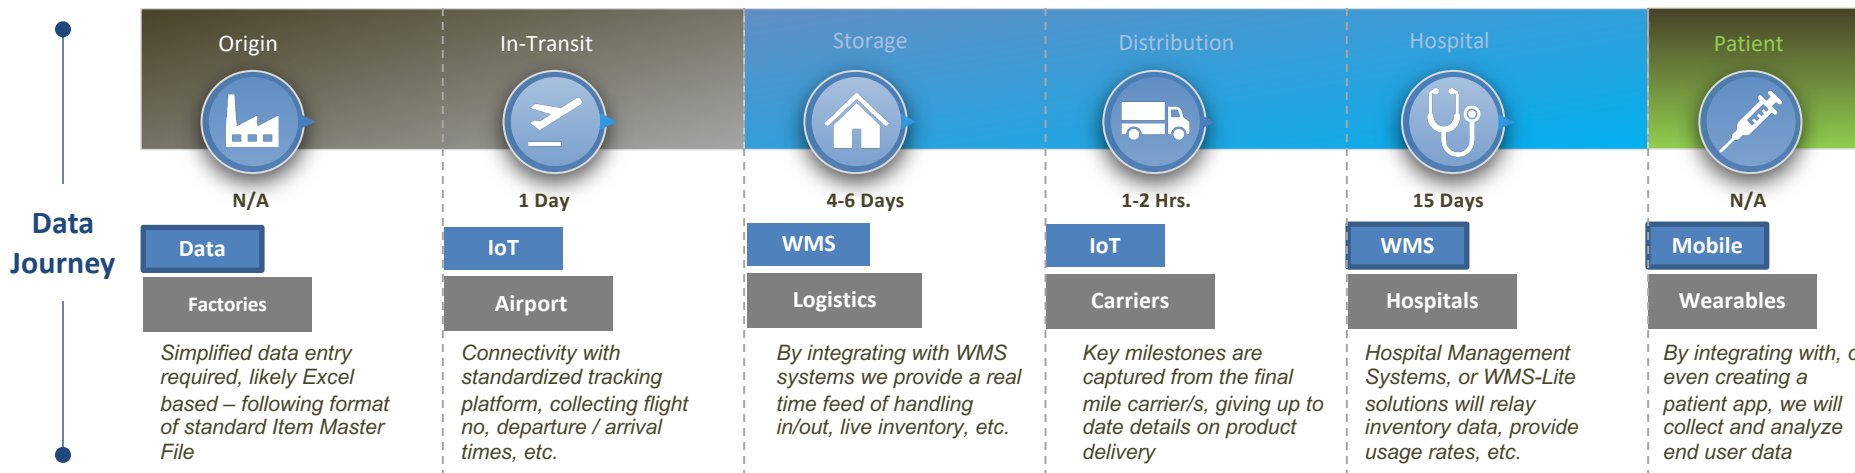 Data
Journey
Origin
In-Transit
Storage
Distribution
Hospital
Patient
N/A
1 Day
4-6 Days
1-2 Hrs.
15 Days
N/A
Data
IoT
WMS
IoT
WMS
Mobile
Factories
Airport
Logistics
Carriers
Hospitals
Wearables
Simplified data entry
required, likely Excel
based – following format
of standard Item Master
File
Connectivity with
standardized tracking
platform, collecting flight
no, departure / arrival
times, etc.
By integrating with WMS
systems we provide a real
time feed of handling
in/out, live inventory, etc.
Key milestones are
captured from the final
mile carrier/s, giving up to
date details on product
delivery
Hospital Management
Systems, or WMS-Lite
solutions will relay
inventory data, provide
usage rates, etc.
By integrating with,
even creating a
patient app, we will
collect and analyze
end user data